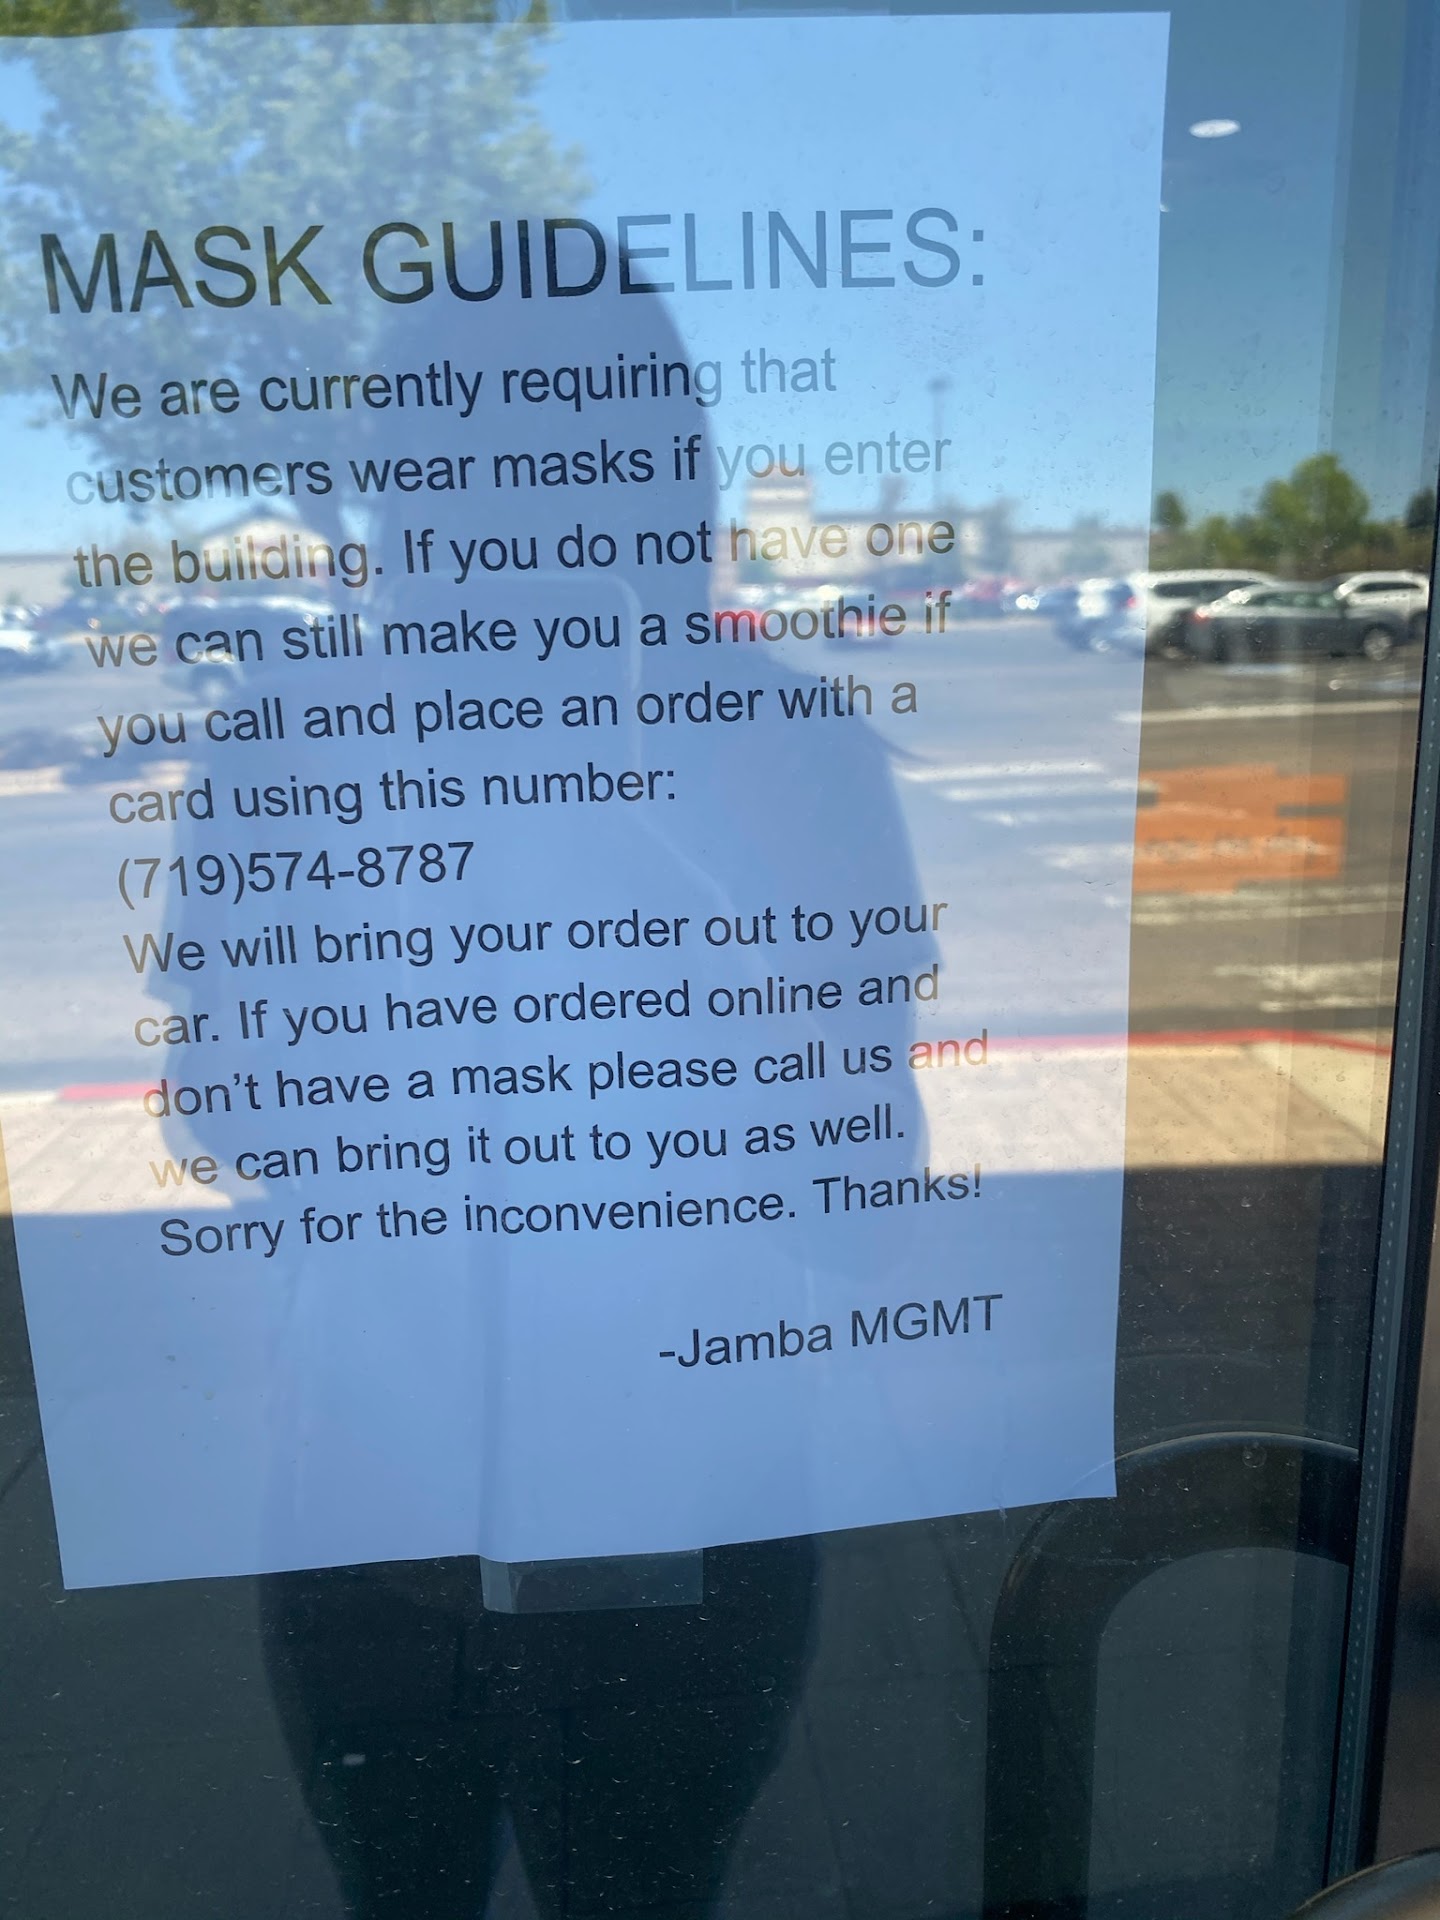 MASK GUIDELINES:
We are currently requiring that
customers wear masks if you enter
the building. If you do not have one
we can still make you a smoothie if
you call and place an order with a
card using this number:
(719)574-8787
We will bring your order out to your
car. If you have ordered online and
don't have a mask please call us and
we can bring it out to you as well.
Sorry for the inconvenience. Thanks!
-Jamba MGMT